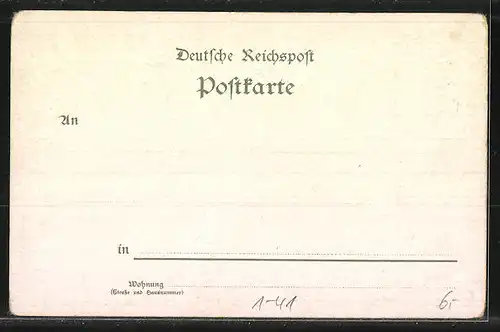 Deutſche Reichspoſt
Poſtkarte
An
in
Wohnung
(Straße und Hausnummer)
1-41
6,-